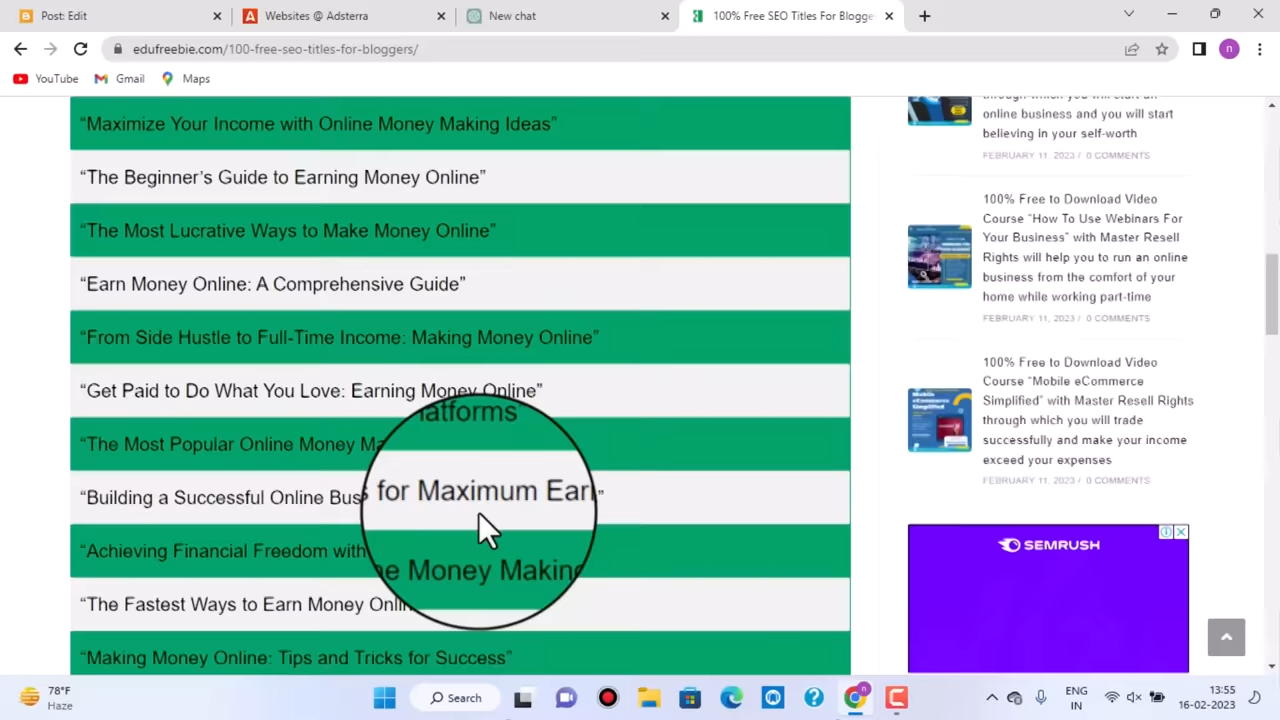 Post: Edit
Websites @ Adsterra
New chat
100% Free SEO Titles For Blogge
edufreebie.com/100-free-seo-titles-for-bloggers/
n
YouTube
Gmail
Maps
“Maximize Your Income with Online Money Making Ideas”
“The Beginner’s Guide to Earning Money Online”
“The Most Lucrative Ways to Make Money Online”
“Earn Money Online: A Comprehensive Guide”
“From Side Hustle to Full-Time Income: Making Money Online”
“Get Paid to Do What You Love: Earning Money Online”
latforms
“The Most Popular Online Money Ma
“Building a Successful Online Bus
for Maximum Earn
”
“Achieving Financial Freedom with
ne Money Making
“The Fastest Ways to Earn Money Onlin
“Making Money Online: Tips and Tricks for Success”
through which you will start an
online business and you will start
believing in your self-worth
FEBRUARY 11, 2023 / 0 COMMENTS
100% Free to Download Video
Course “How To Use Webinars For
Your Business” with Master Resell
Rights will help you to run an online
business from the comfort of your
home while working part-time
FEBRUARY 11, 2023 / 0 COMMENTS
100% Free to Download Video
Course “Mobile eCommerce
Simplified” with Master Resell Rights
through which you will trade
successfully and make your income
exceed your expenses
FEBRUARY 11, 2023 / 0 COMMENTS
Mobile eCommerce
Simplified
SEMRUSH
78°F
Haze
Search
n
ENG
IN
13:55
16-02-2023